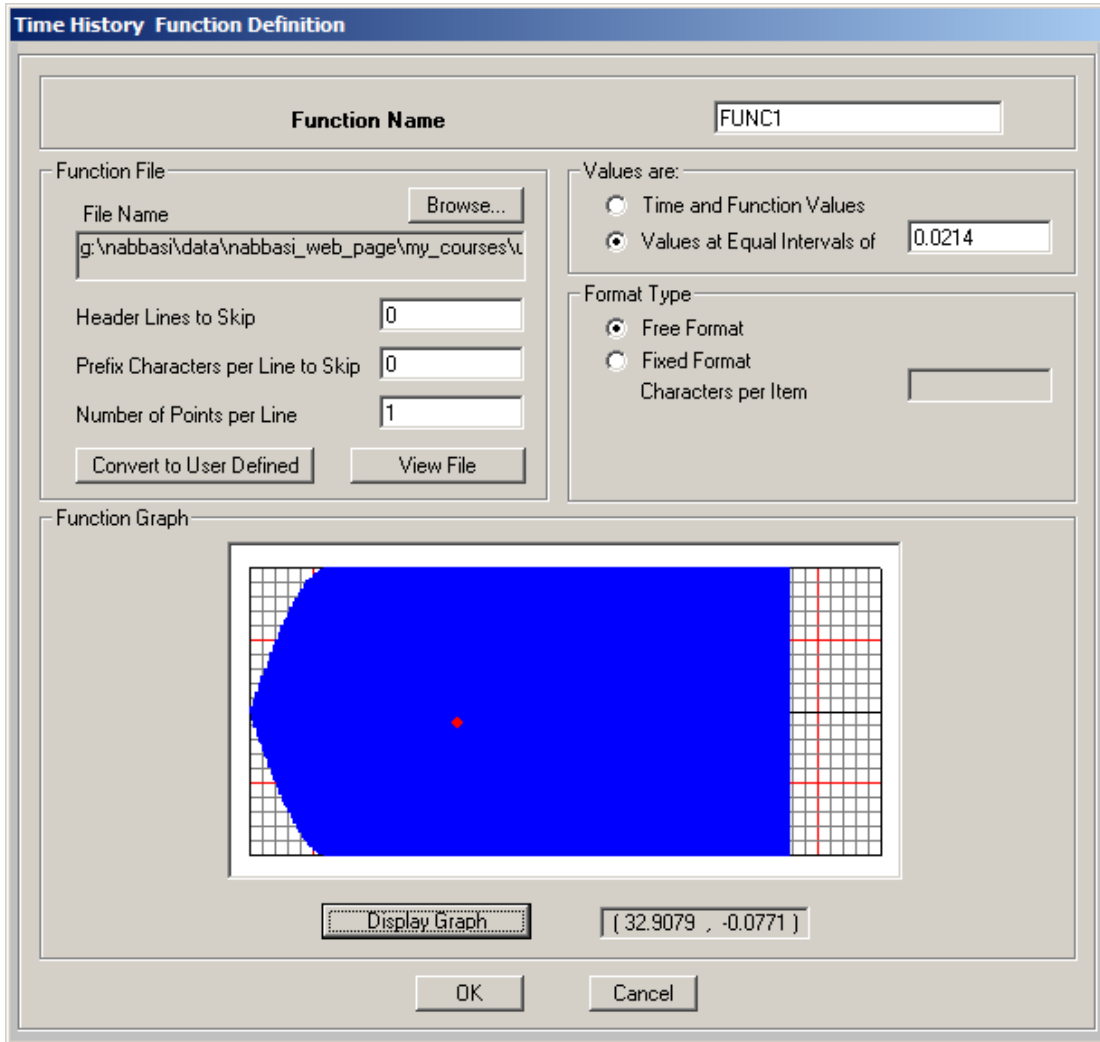 Time History Function Definition
Function Name
FUNC1
Function File
File Name
Browse...
g:\nabbasi\data\nabbasi_web_page\my_courses\u
Header Lines to Skip
0
Prefix Characters per Line to Skip
0
Number of Points per Line
1
Convert to User Defined
View File
Values are:
Time and Function Values
Values at Equal Intervals of
0.0214
Format Type
Free Format
Fixed Format
Characters per Item
Function Graph
Display Graph
( 32.9079 , -0.0771 )
OK
Cancel